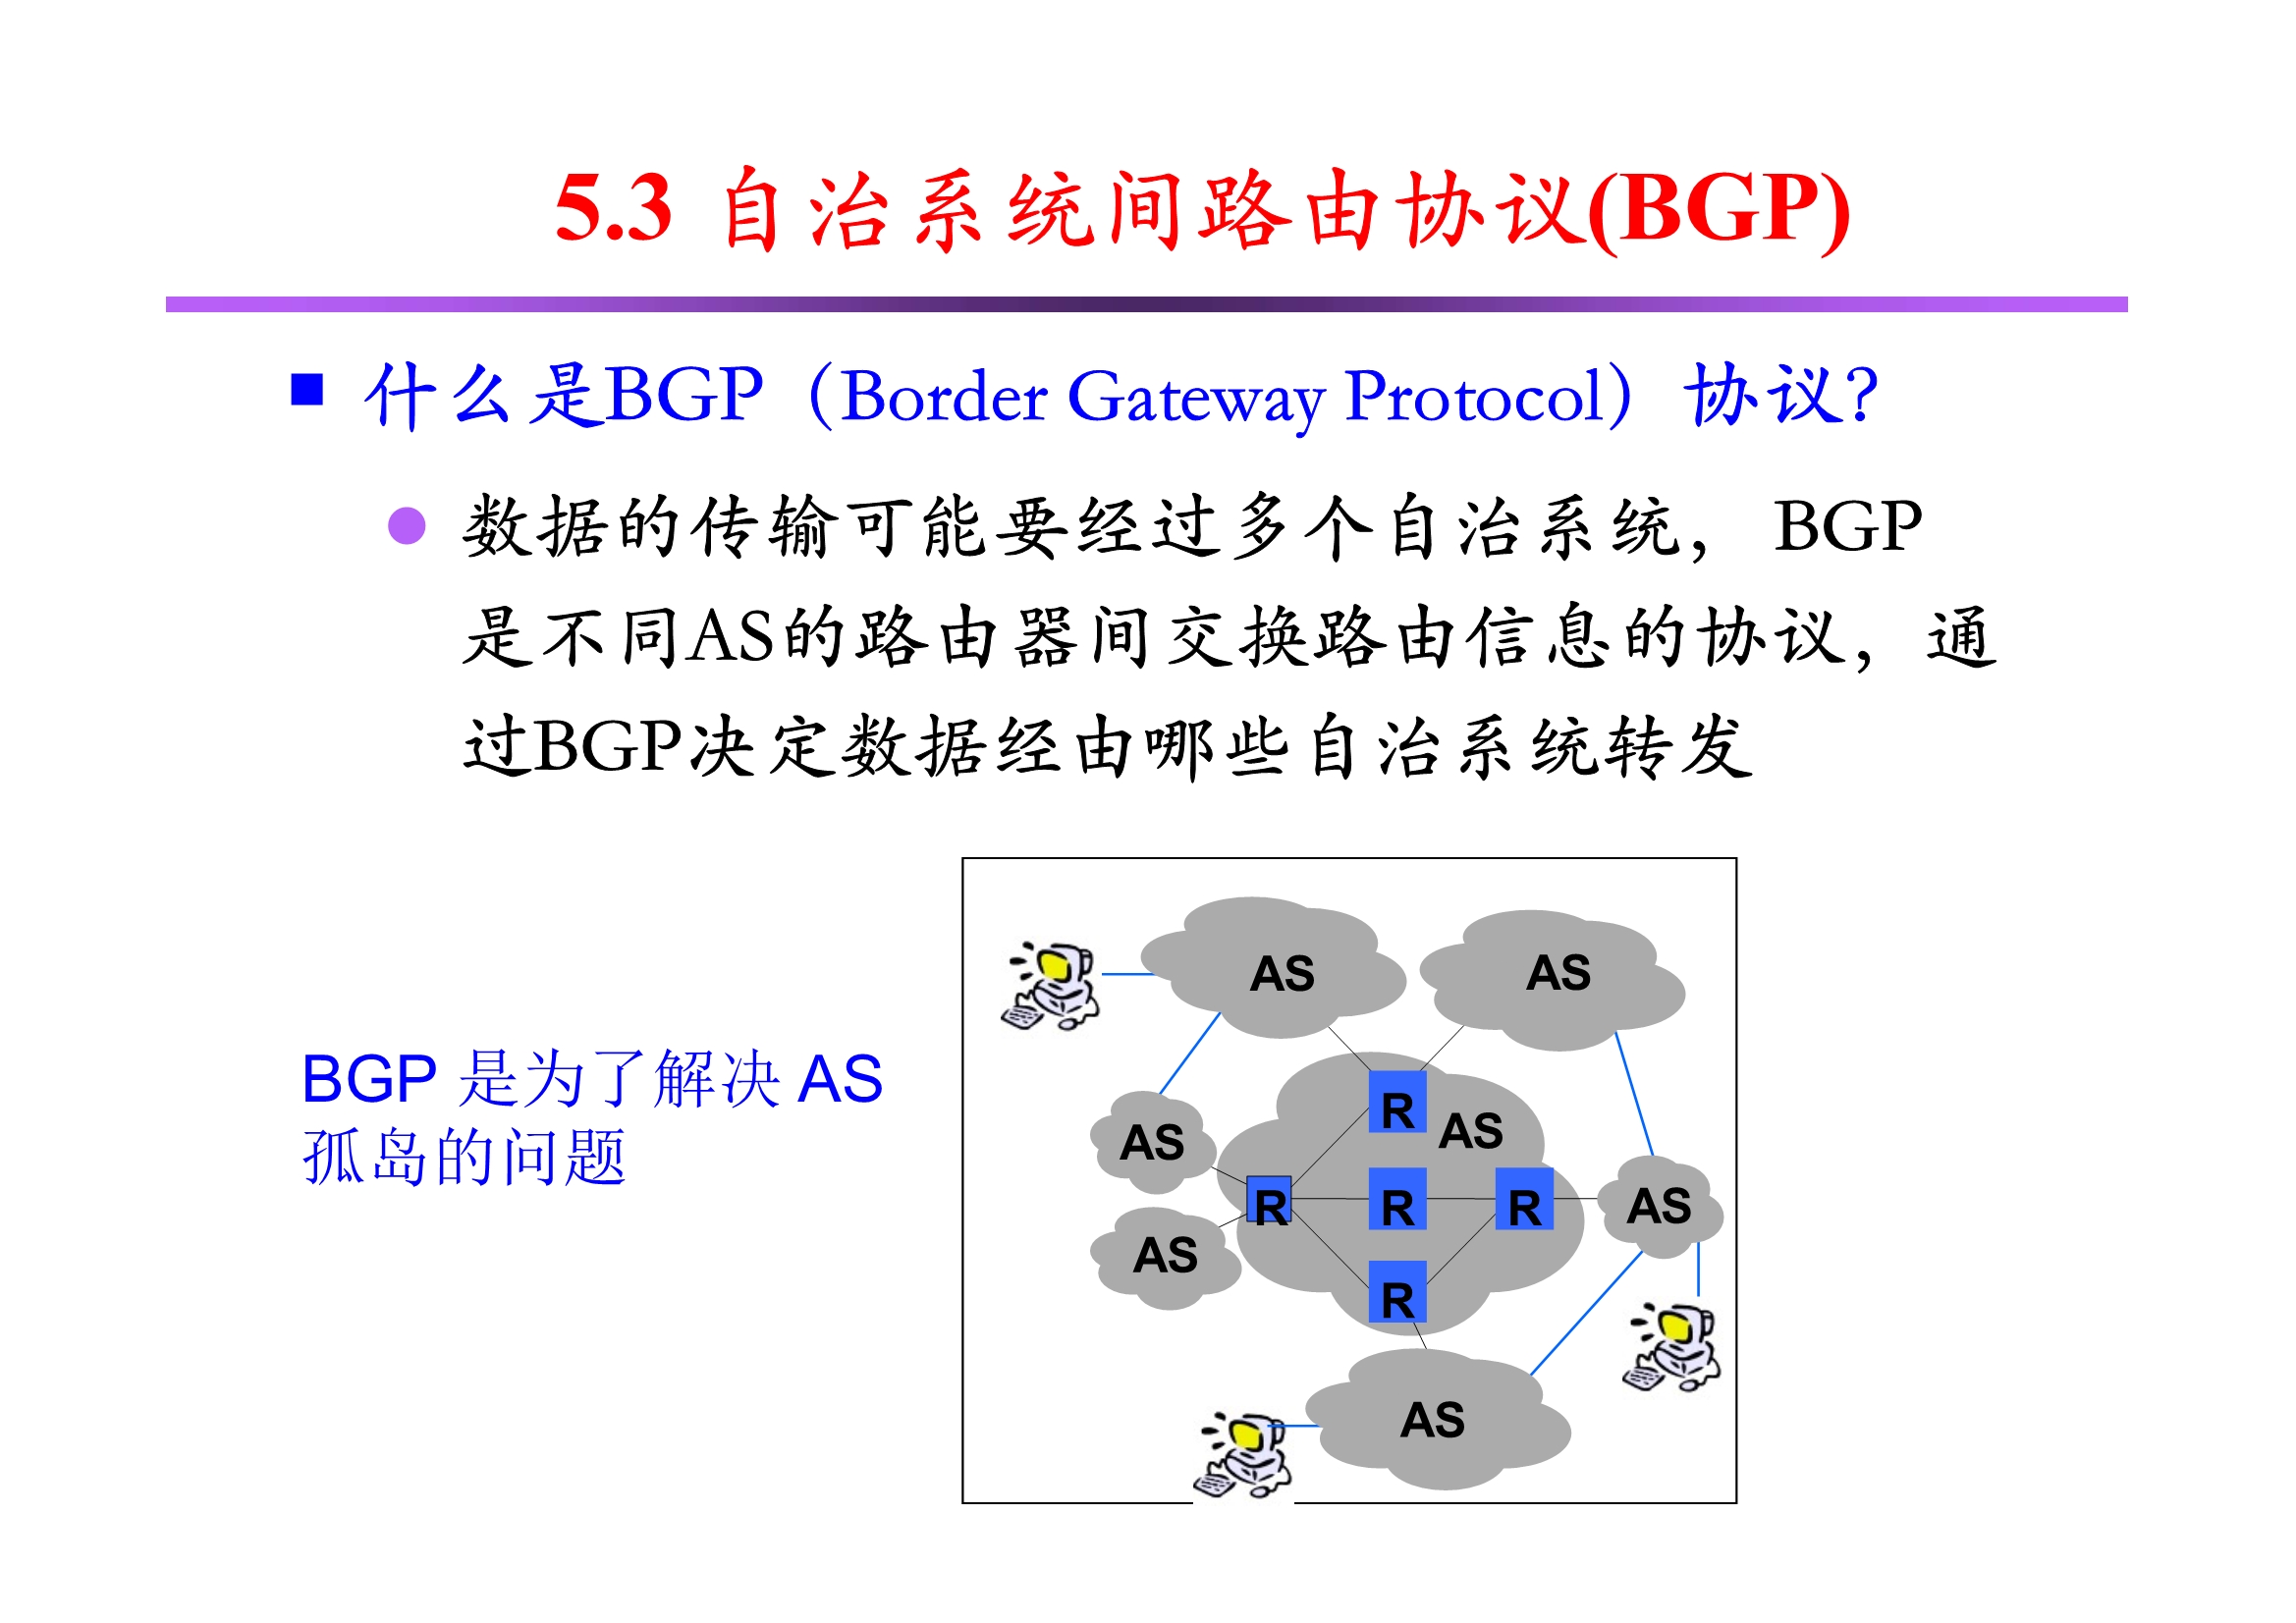 5.3 自治系统间路由协议(BGP)
什么是BGP（Border Gateway Protocol） 协议?
数据的传输可能要经过多个自治系统， BGP
是不同AS的路由器间交换路由信息的协议，通
过BGP决定数据经由哪些自治系统转发
BGP 是为了解决 AS
孤岛的问题
AS
AS
R
AS
AS
R
R
R
AS
AS
R
AS